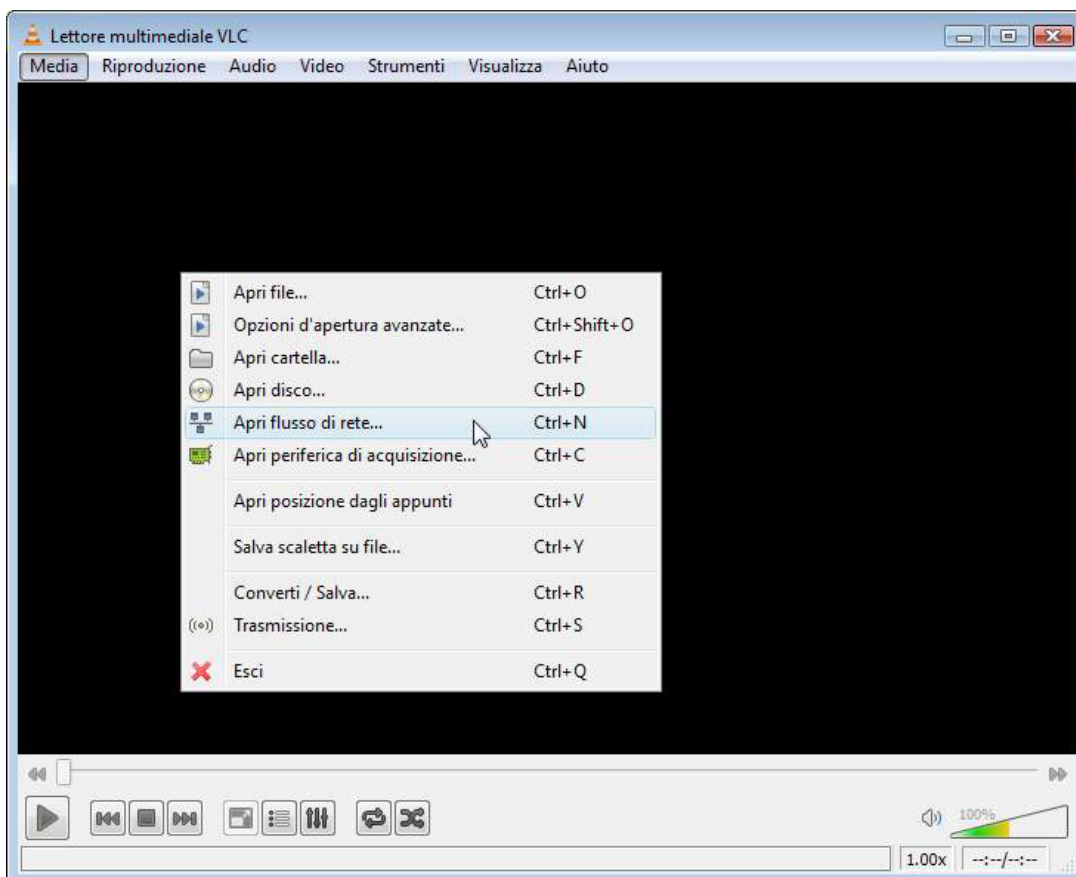 Lettore multimediale VLC
Media Riproduzione Audio Video Strumenti Visualizza Aiuto
Apri file... Ctrl+O
Opzioni d'apertura avanzate... Ctrl+Shift+O
Apri cartella... Ctrl+F
Apri disco... Ctrl+D
Apri flusso di rete... Ctrl+N
Apri periferica di acquisizione... Ctrl+C
Apri posizione dagli appunti Ctrl+V
Salva scaletta su file... Ctrl+Y
Converti / Salva... Ctrl+R
Trasmissione... Ctrl+S
Esci Ctrl+Q
100%
1.00x --:--/--:--